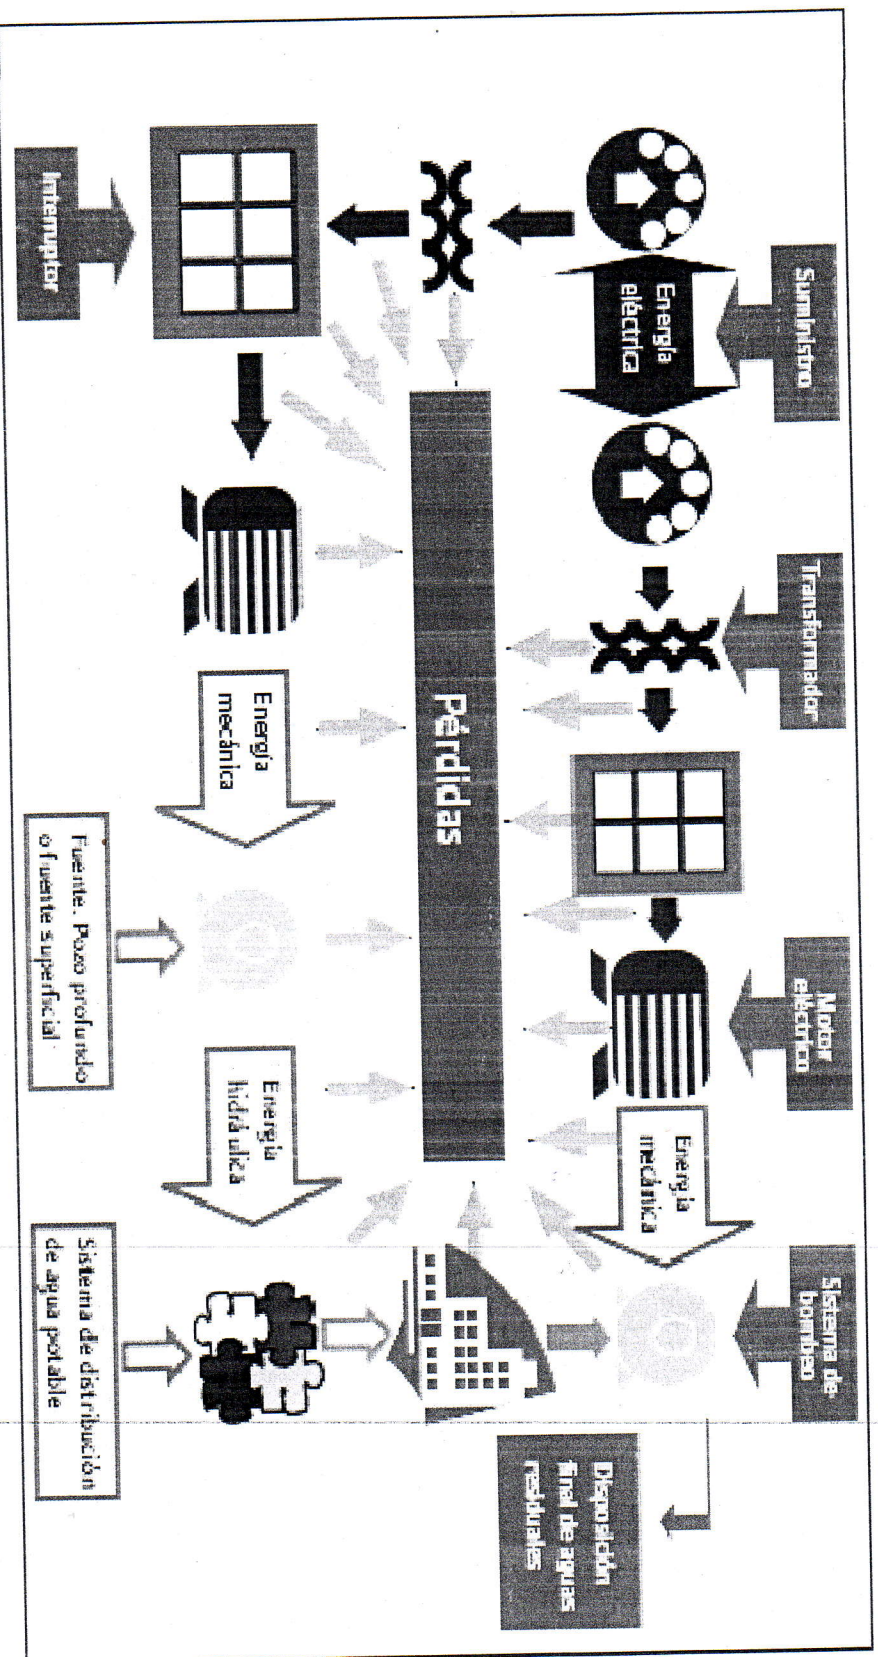 Suministro
Transformador
Motor
eléctrico
Sistema de
bombeo
Energía
eléctrica
Energía
mecánica
Disposición
final de aguas
residuales
Pérdidas
Energía
mecánica
Energía
hidráulica
Interruptor
Fuente. Pozo profundo
o fuente superficial
Sistema de distribución
de agua potable